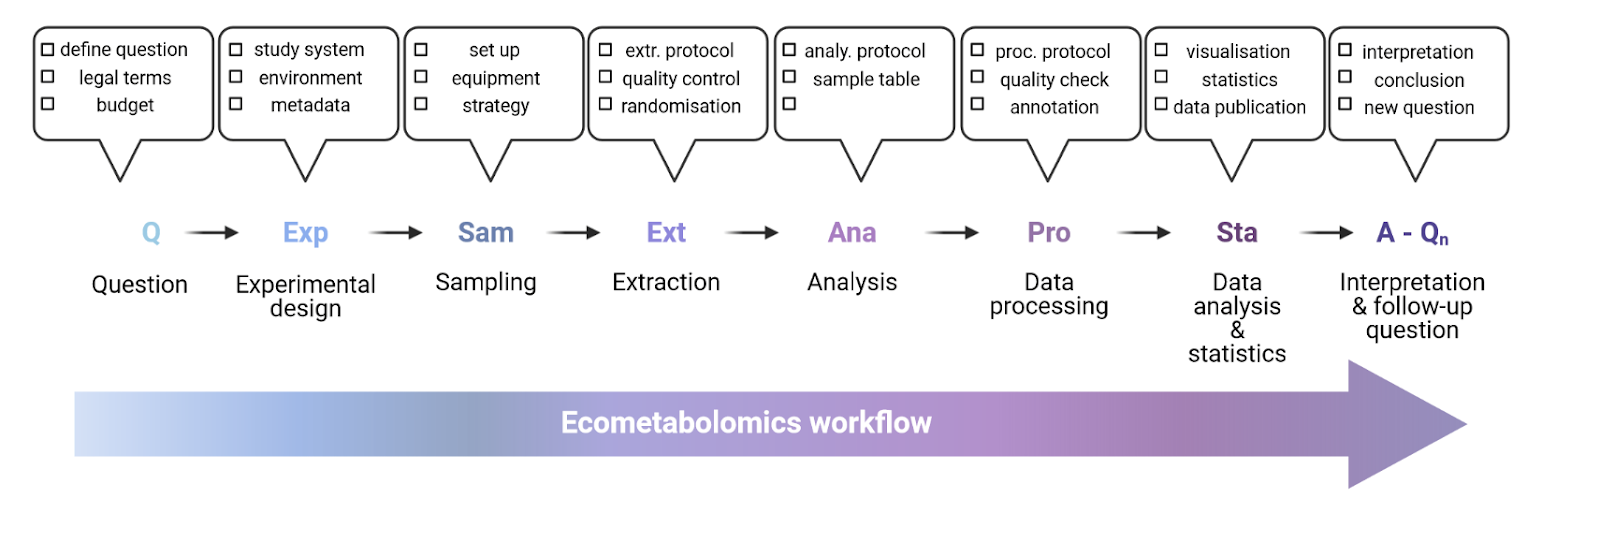 define question
legal terms
budget
study system
environment
metadata
set up
equipment
strategy
extr. protocol
quality control
randomisation
analy. protocol
sample table
proc. protocol
quality check
annotation
visualisation
statistics
data publication
interpretation
conclusion
new question
Q
Exp
Sam
Ext
Ana
Pro
Sta
A - Qn
Question
Experimental
design
Sampling
Extraction
Analysis
Data
processing
Data
analysis
&
statistics
Interpretation
& follow-up
question
Ecometabolomics workflow